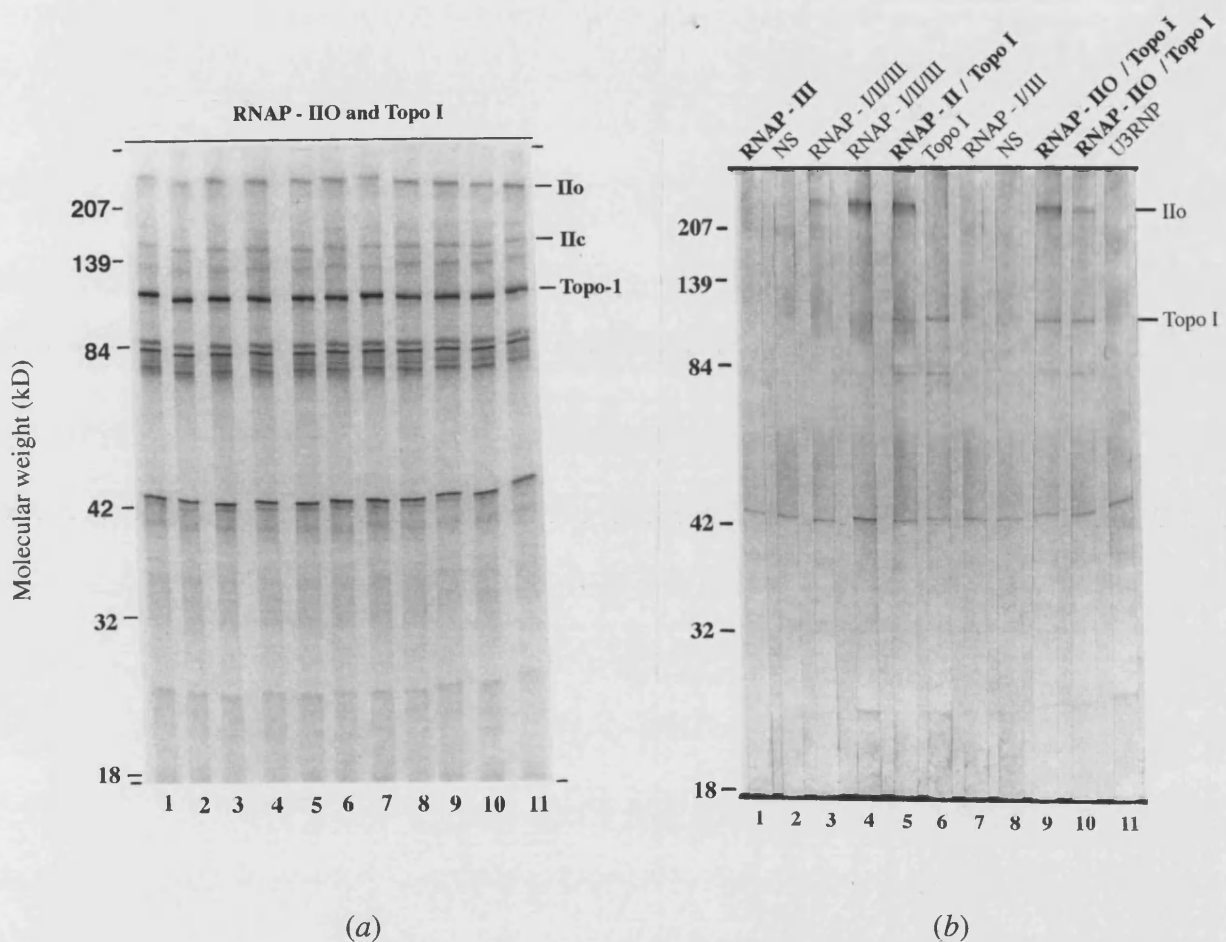 RNAP - IIO and Topo I
IIo
207
IIc
139
Topo-1
84
42
32
18
1 2 3 4 5 6 7 8 9 10 11
Molecular weight (kD)
(a)
RNAP - III
NS
RNAP - I/II/III
RNAP - I/II/III
RNAP - II / Topo I
Topo I
RNAP - I/III
NS
RNAP - IIO / Topo I
RNAP - IIO / Topo I
U3RNP
IIo
207
139
Topo I
84
42
32
18
1 2 3 4 5 6 7 8 9 10 11
(b)